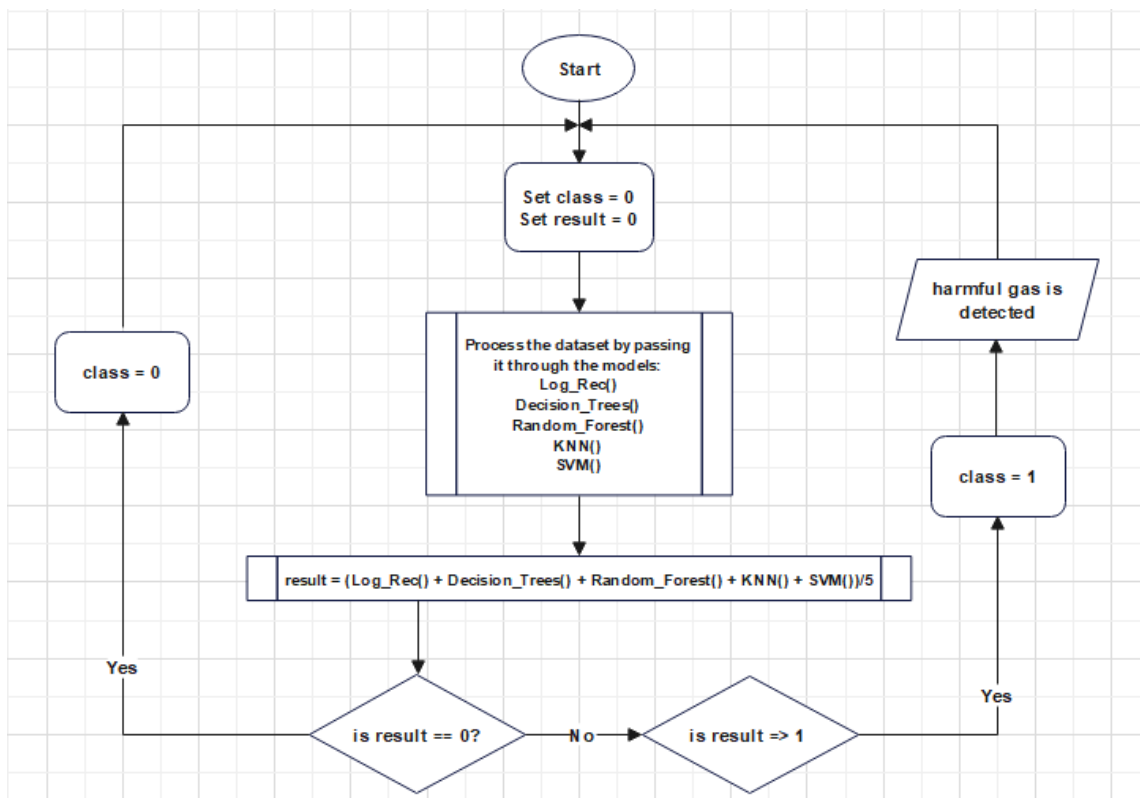 Start
Set class = 0
Set result = 0
harmful gas is
detected
Process the dataset by passing
it through the models:
Log_Rec()
Decision_Trees()
Random_Forest()
KNN()
SVM()
class = 0
class = 1
result = (Log_Rec() + Decision_Trees() + Random_Forest() + KNN() + SVM())/5
Yes
Yes
is result == 0?
No
is result => 1